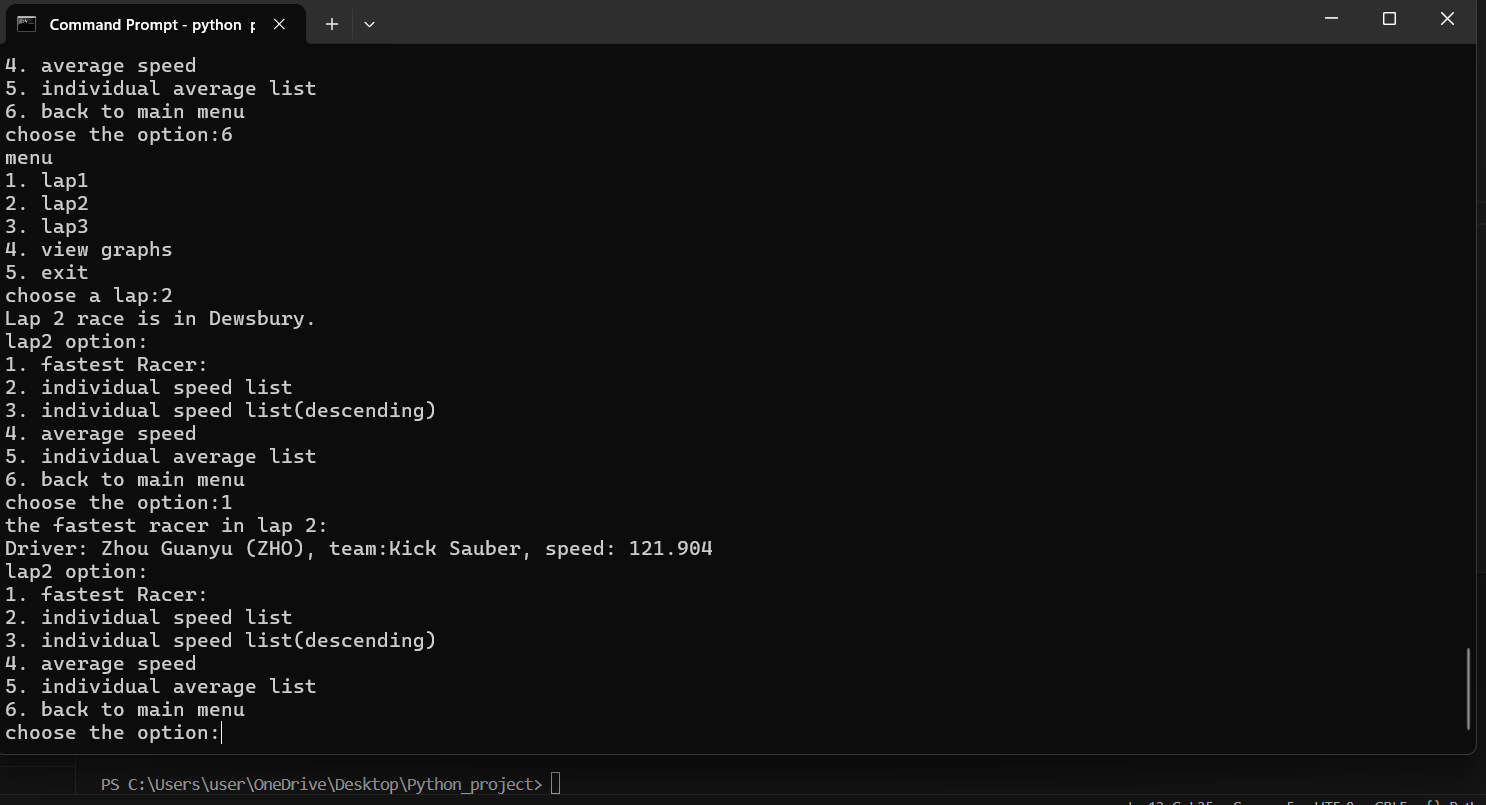 Command Prompt - python p
4. average speed
5. individual average list
6. back to main menu
choose the option:6
menu
1. lap1
2. lap2
3. lap3
4. view graphs
5. exit
choose a lap:2
Lap 2 race is in Dewsbury.
lap2 option:
1. fastest Racer:
2. individual speed list
3. individual speed list(descending)
4. average speed
5. individual average list
6. back to main menu
choose the option:1
the fastest racer in lap 2:
Driver: Zhou Guanyu (ZHO), team:Kick Sauber, speed: 121.904
lap2 option:
1. fastest Racer:
2. individual speed list
3. individual speed list(descending)
4. average speed
5. individual average list
6. back to main menu
choose the option:
PS C:\Users\user\OneDrive\Desktop\Python_project>